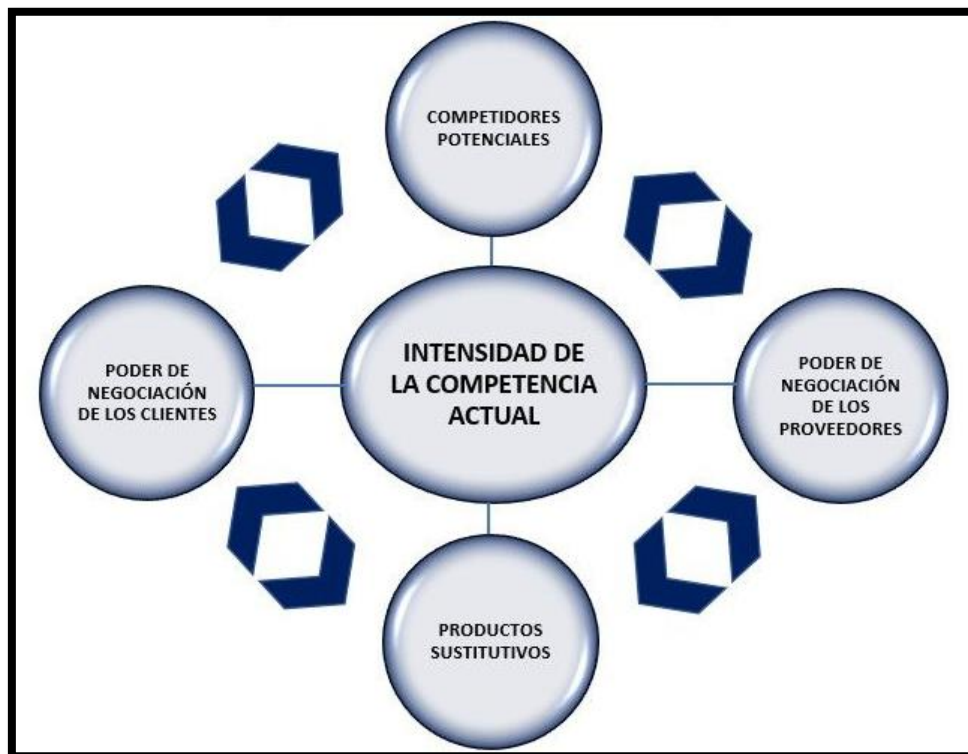 COMPETIDORES
POTENCIALES
PODER DE
NEGOCIACIÓN
DE LOS CLIENTES
INTENSIDAD DE
LA COMPETENCIA
ACTUAL
PODER DE
NEGOCIACIÓN
DE LOS
PROVEEDORES
PRODUCTOS
SUSTITUTIVOS